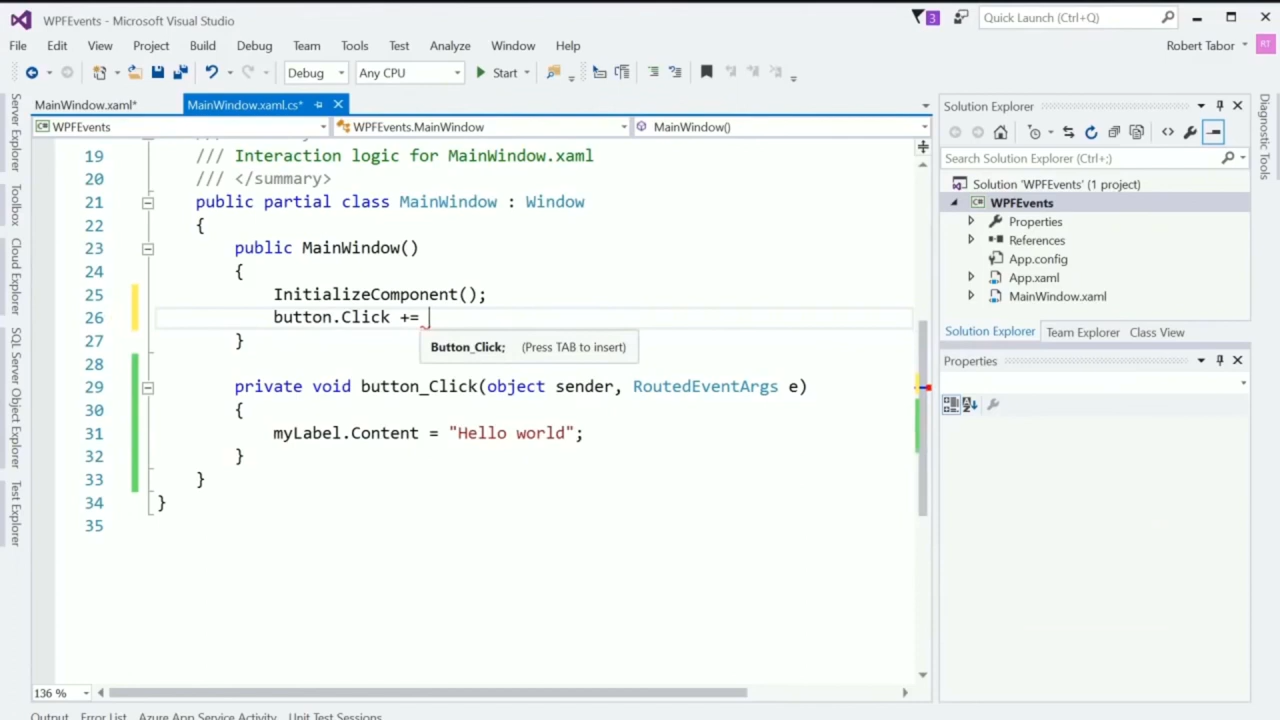 WPFEvents - Microsoft Visual Studio
3
Quick Launch (Ctrl+Q)
File Edit View Project Build Debug Team Tools Test Analyze Window Help
Robert Tabor RT
Debug Any CPU Start
Server Explorer
Toolbox
Cloud Explorer
SQL Server Object Explorer
Test Explorer
MainWindow.xaml* MainWindow.xaml.cs*
WPFEvents WPFEvents.MainWindow MainWindow()
19 /// Interaction logic for MainWindow.xaml
20 /// </summary>
21 public partial class MainWindow : Window
22 {
23 public MainWindow()
24 {
25 InitializeComponent();
26 button.Click +=
27 }
Button_Click; (Press TAB to insert)
28
29 private void button_Click(object sender, RoutedEventArgs e)
30 {
31 myLabel.Content = "Hello world";
32 }
33 }
34 }
35
136 %
Solution Explorer
Search Solution Explorer (Ctrl+;)
Solution 'WPFEvents' (1 project)
WPFEvents
Properties
References
App.config
App.xaml
MainWindow.xaml
Solution Explorer Team Explorer Class View
Properties
Diagnostic Tools
Output Error List Azure App Service Activity Unit Test Sessions